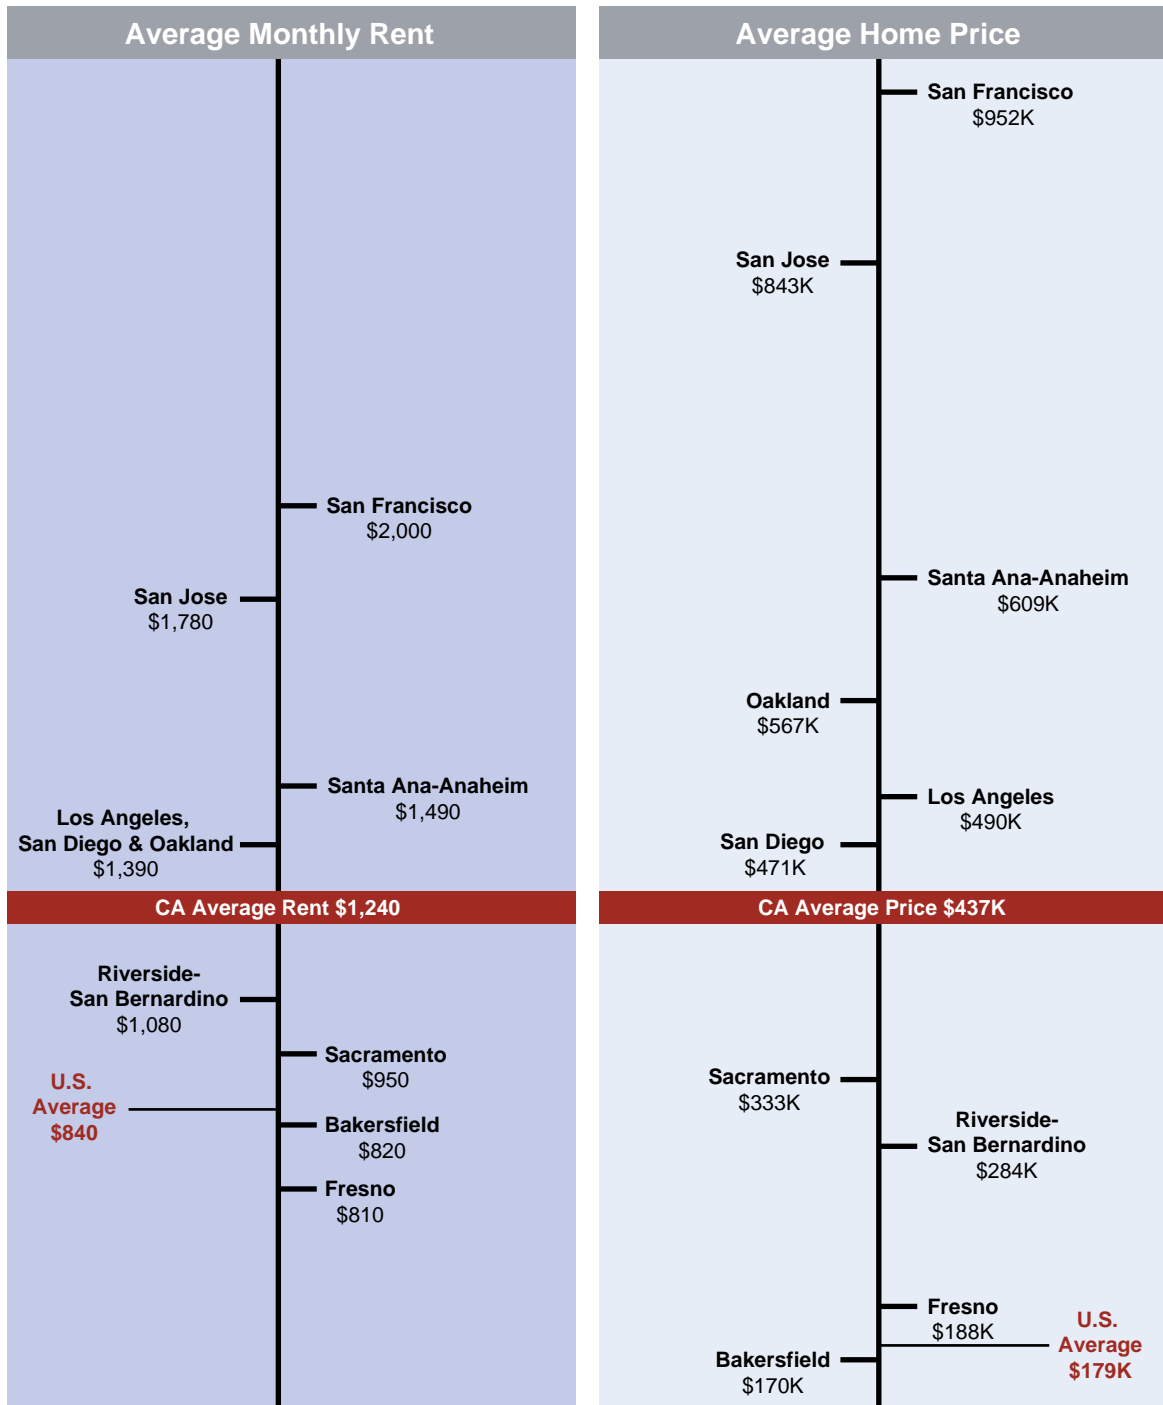 Average Monthly Rent
San Francisco
$2,000
San Jose
$1,780
Santa Ana-Anaheim
$1,490
Los Angeles,
San Diego & Oakland
$1,390
CA Average Rent $1,240
Riverside-
San Bernardino
$1,080
Sacramento
$950
U.S.
Average
$840
Bakersfield
$820
Fresno
$810
Average Home Price
San Francisco
$952K
San Jose
$843K
Santa Ana-Anaheim
$609K
Oakland
$567K
Los Angeles
$490K
San Diego
$471K
CA Average Price $437K
Sacramento
$333K
Riverside-
San Bernardino
$284K
Fresno
$188K
U.S.
Average
$179K
Bakersfield
$170K